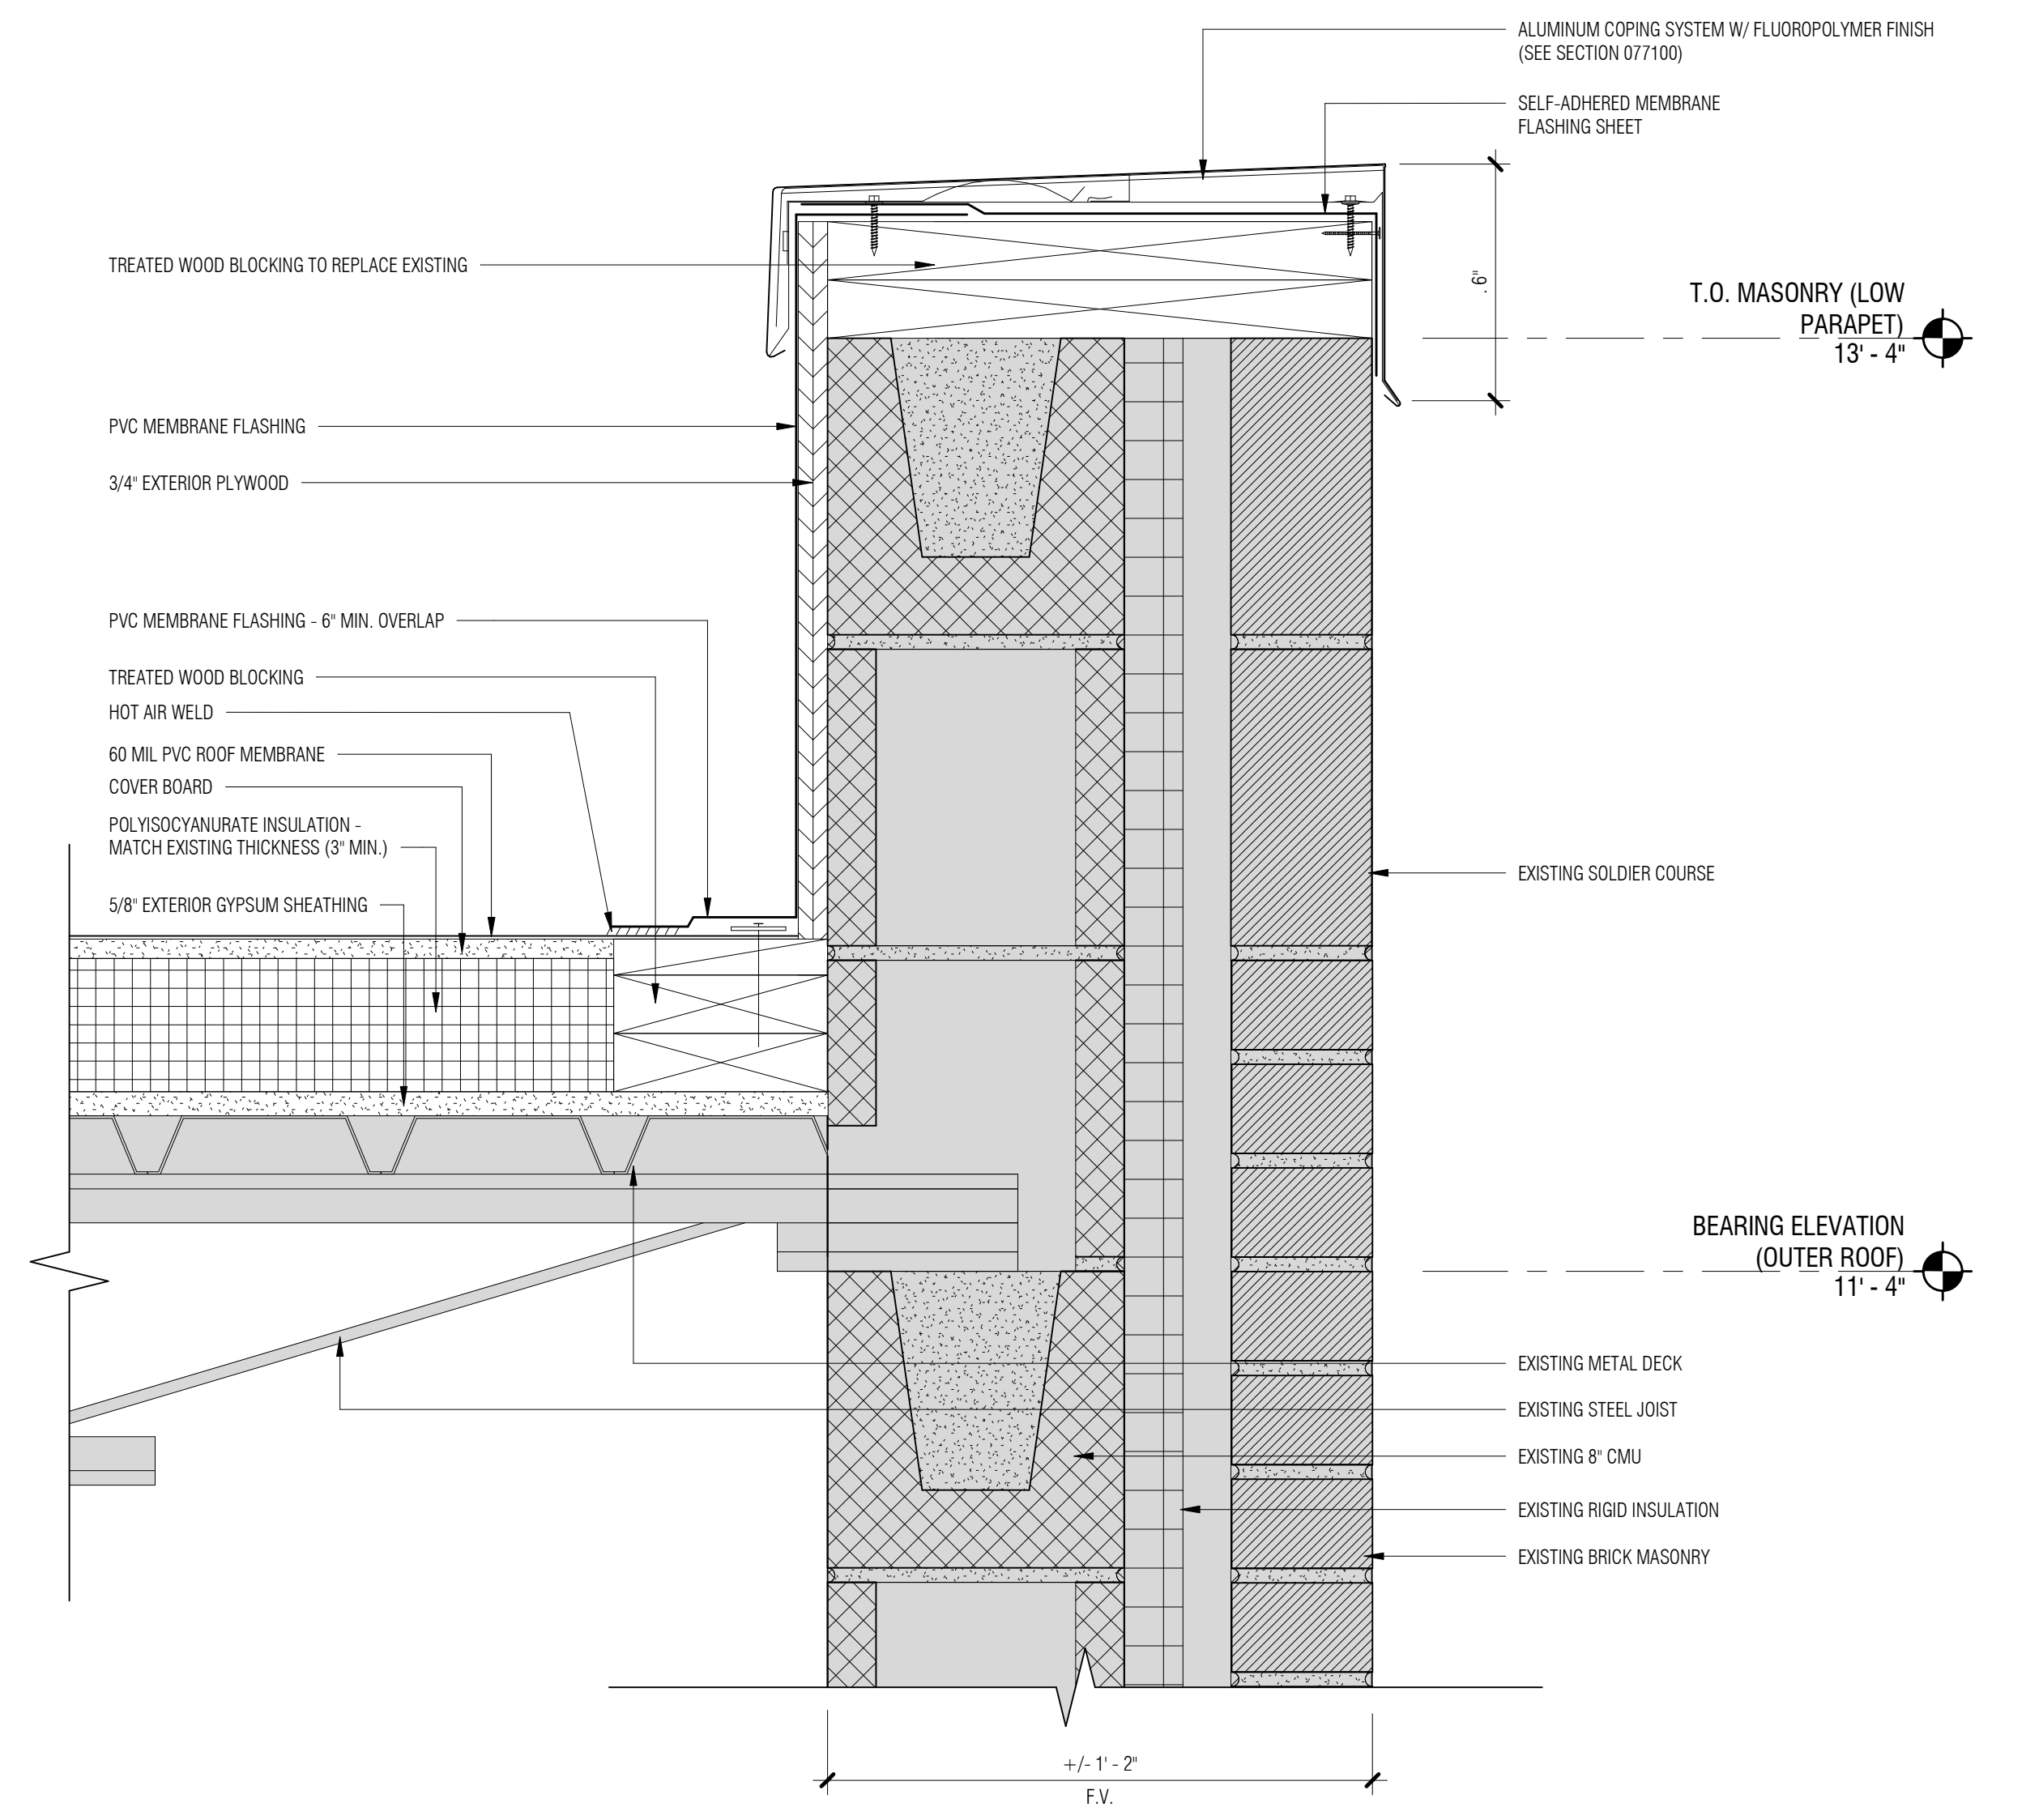 ALUMINUM COPING SYSTEM W/ FLUOROPOLYMER FINISH
(SEE SECTION 077100)
SELF-ADHERED MEMBRANE
FLASHING SHEET
TREATED WOOD BLOCKING TO REPLACE EXISTING
. 6"
T.O. MASONRY (LOW
PARAPET)
13' - 4"
PVC MEMBRANE FLASHING
3/4" EXTERIOR PLYWOOD
PVC MEMBRANE FLASHING - 6" MIN. OVERLAP
TREATED WOOD BLOCKING
HOT AIR WELD
60 MIL PVC ROOF MEMBRANE
COVER BOARD
POLYISOCYANURATE INSULATION -
MATCH EXISTING THICKNESS (3" MIN.)
5/8" EXTERIOR GYPSUM SHEATHING
EXISTING SOLDIER COURSE
BEARING ELEVATION
(OUTER ROOF)
11' - 4"
EXISTING METAL DECK
EXISTING STEEL JOIST
EXISTING 8" CMU
EXISTING RIGID INSULATION
EXISTING BRICK MASONRY
+/- 1' - 2"
F.V.